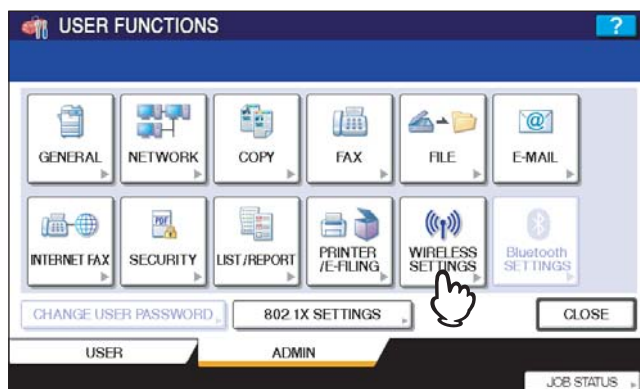 USER FUNCTIONS
?
GENERAL
NETWORK
COPY
FAX
FILE
E-MAIL
INTERNET FAX
SECURITY
LIST/REPORT
PRINTER
/E-FILING
WIRELESS
SETTINGS
Bluetooth
SETTINGS
CHANGE USER PASSWORD
802.1X SETTINGS
CLOSE
USER
ADMIN
JOB STATUS